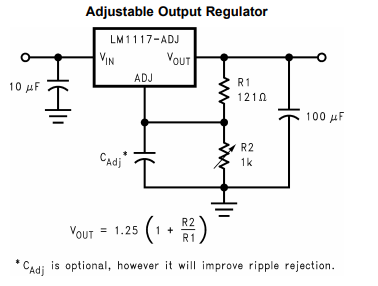 Adjustable Output Regulator
LM1117-ADJ
VIN
VOUT
ADJ
10 μF
R1
121Ω
100 μF
CAdj*
R2
1k
VOUT = 1.25 (1 + R2/R1)
* CAdj is optional, however it will improve ripple rejection.